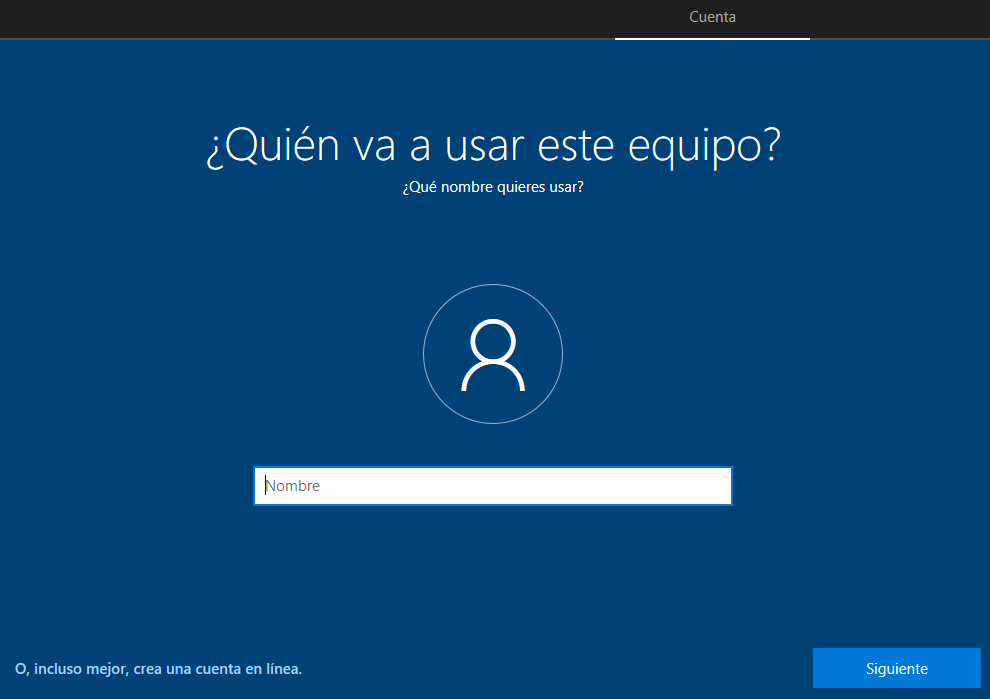 Cuenta
¿Quién va a usar este equipo?
¿Qué nombre quieres usar?
Nombre
O, incluso mejor, crea una cuenta en línea.
Siguiente